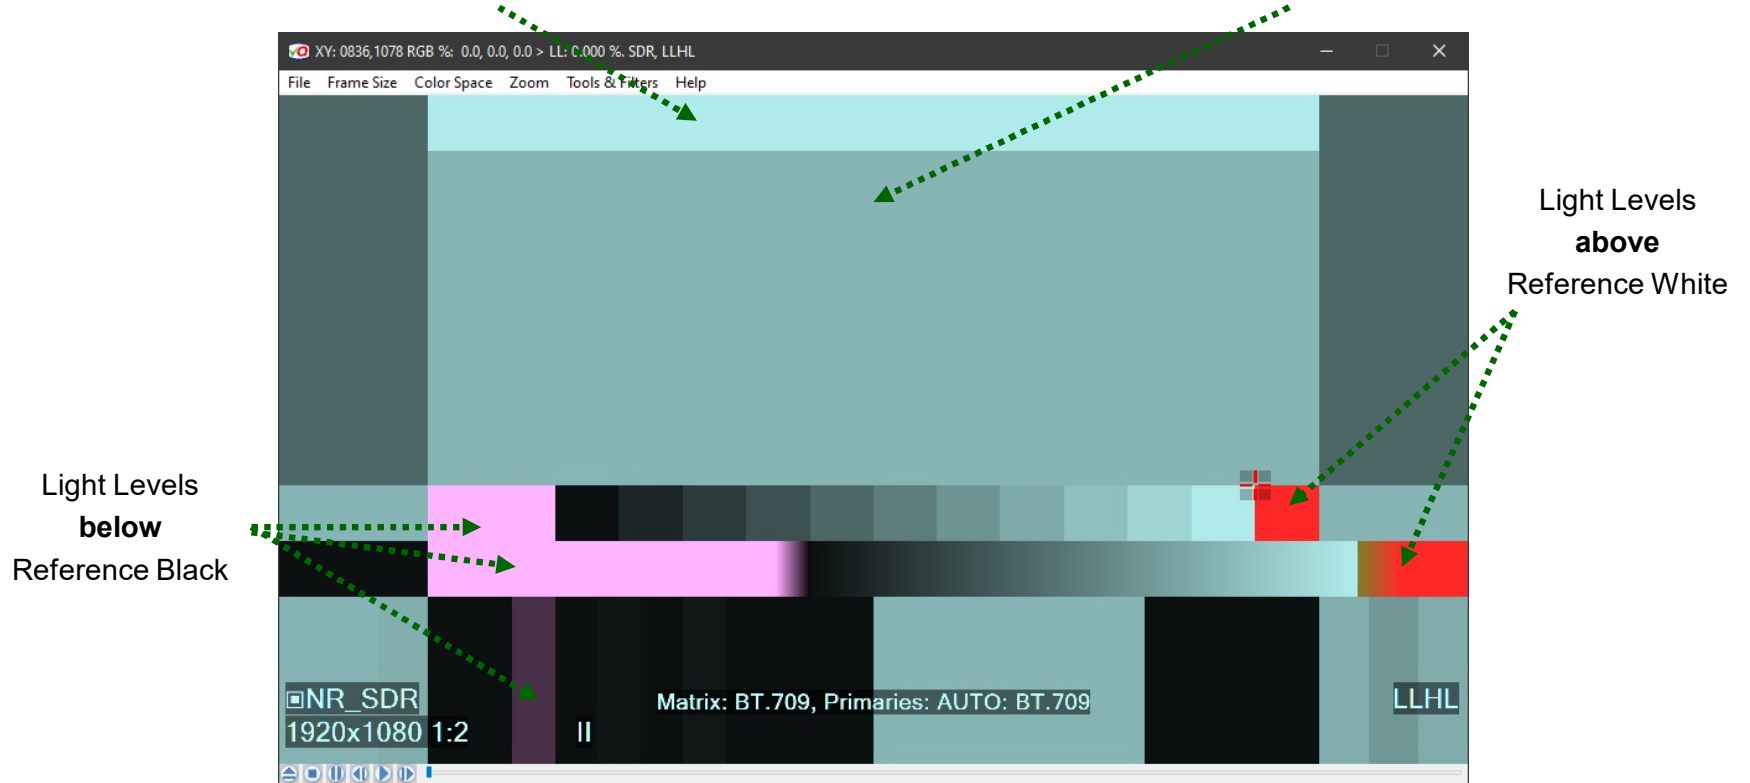 XY: 0836,1078 RGB %: 0.0, 0.0, 0.0 > LL: 0.000 %. SDR, LLHL
File Frame Size Color Space Zoom Tools & Filters Help
Light Levels
above
Reference White
Light Levels
below
Reference Black
NR_SDR
Matrix: BT.709, Primaries: AUTO: BT.709
LLHL
1920x1080 1:2